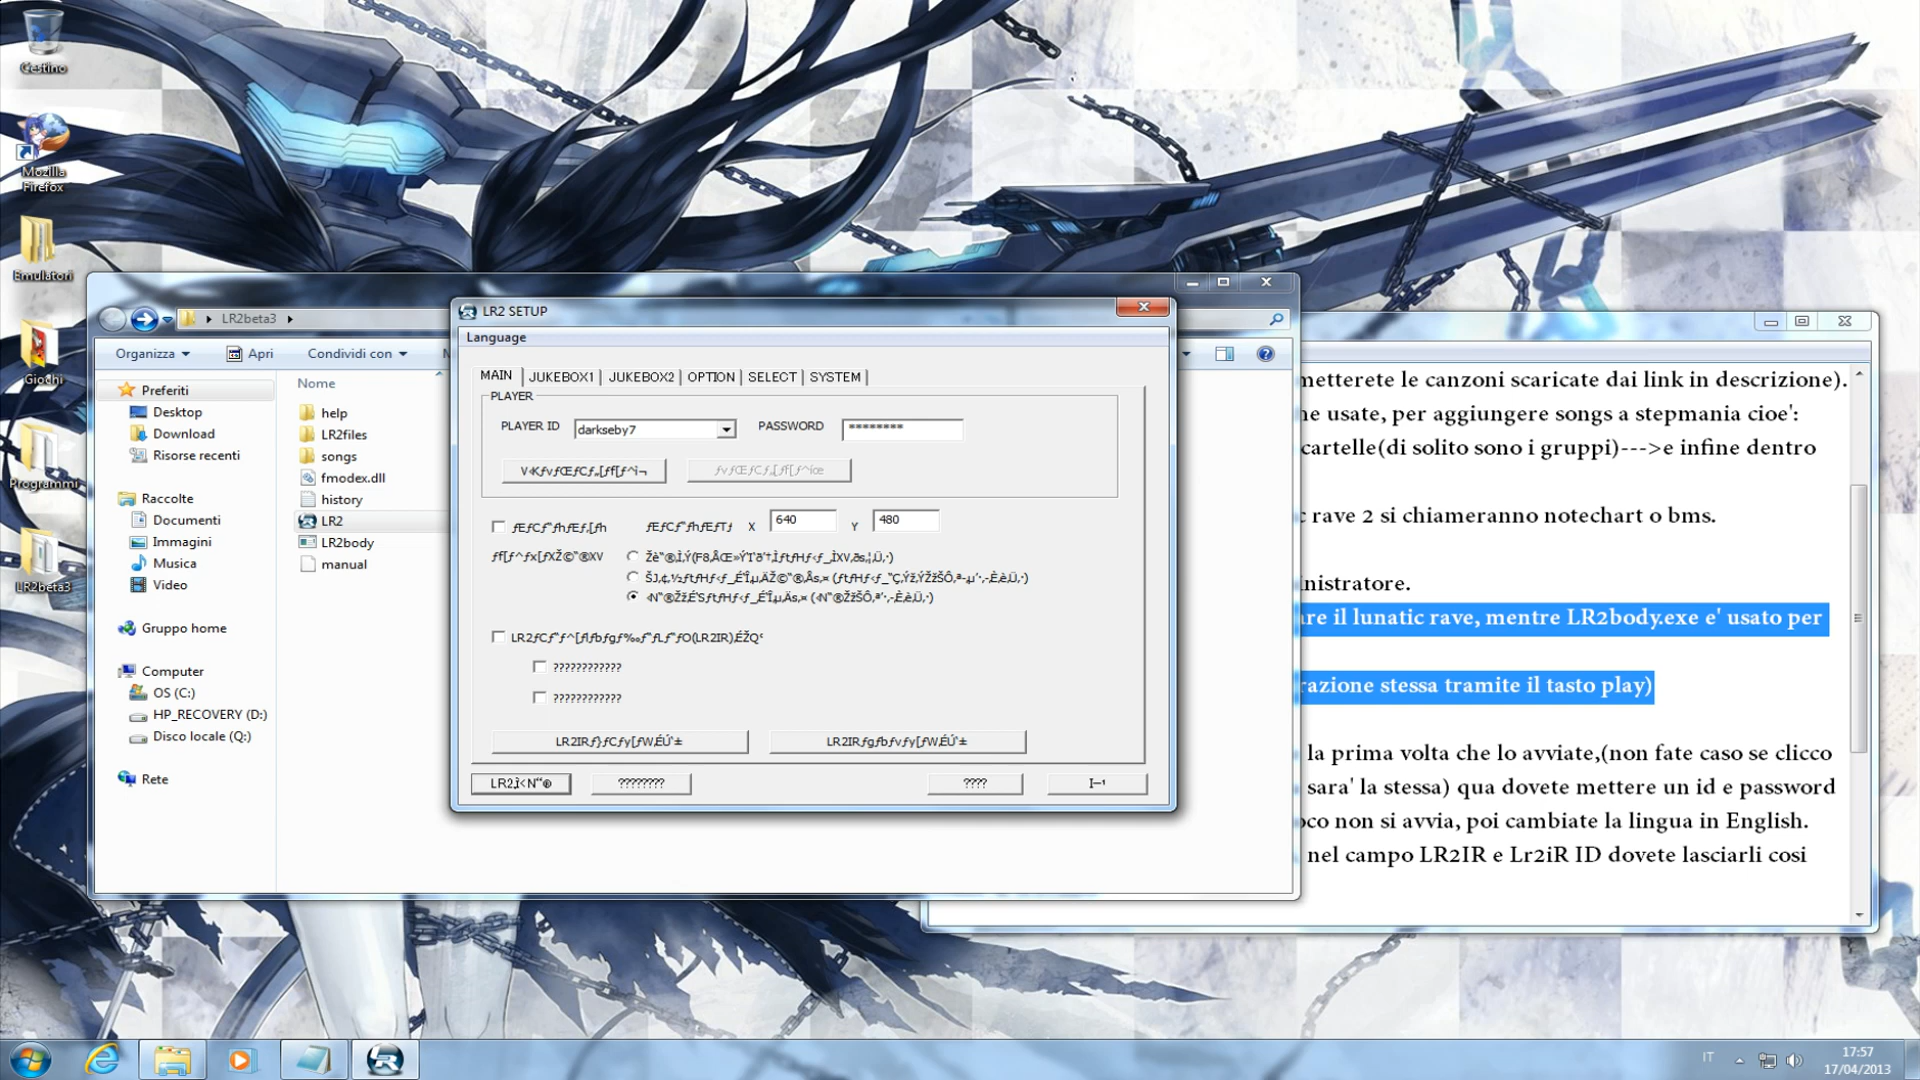 Cestino
Mozilla
Firefox
Emulatori
Giochi
Programmi
LR2beta3
LR2beta3
Organizza
Apri
Condividi con
Preferiti
Desktop
Download
Risorse recenti
Raccolte
Documenti
Immagini
Musica
Video
Gruppo home
Computer
OS (C:)
HP_RECOVERY (D:)
Disco locale (Q:)
Rete
Nome
help
LR2files
songs
fmodex.dll
history
LR2
LR2body
manual
LR2 SETUP
Language
MAIN
JUKEBOX1
JUKEBOX2
OPTION
SELECT
SYSTEM
PLAYER
PLAYER ID
darkseby7
PASSWORD
********
X
640
Y
480
????????????
????????????
????????
????
metterete le canzoni scaricate dai link in descrizione).
ne usate, per aggiungere songs a stepmania cioe':
cartelle(di solito sono i gruppi)--->e infine dentro
c rave 2 si chiameranno notechart o bms.
nistratore.
are il lunatic rave, mentre LR2body.exe e' usato per
razione stessa tramite il tasto play)
la prima volta che lo avviate,(non fate caso se clicco
sara' la stessa) qua dovete mettere un id e password
oco non si avvia, poi cambiate la lingua in English.
nel campo LR2IR e Lr2iR ID dovete lasciarli cosi
IT
17:57
17/04/2013